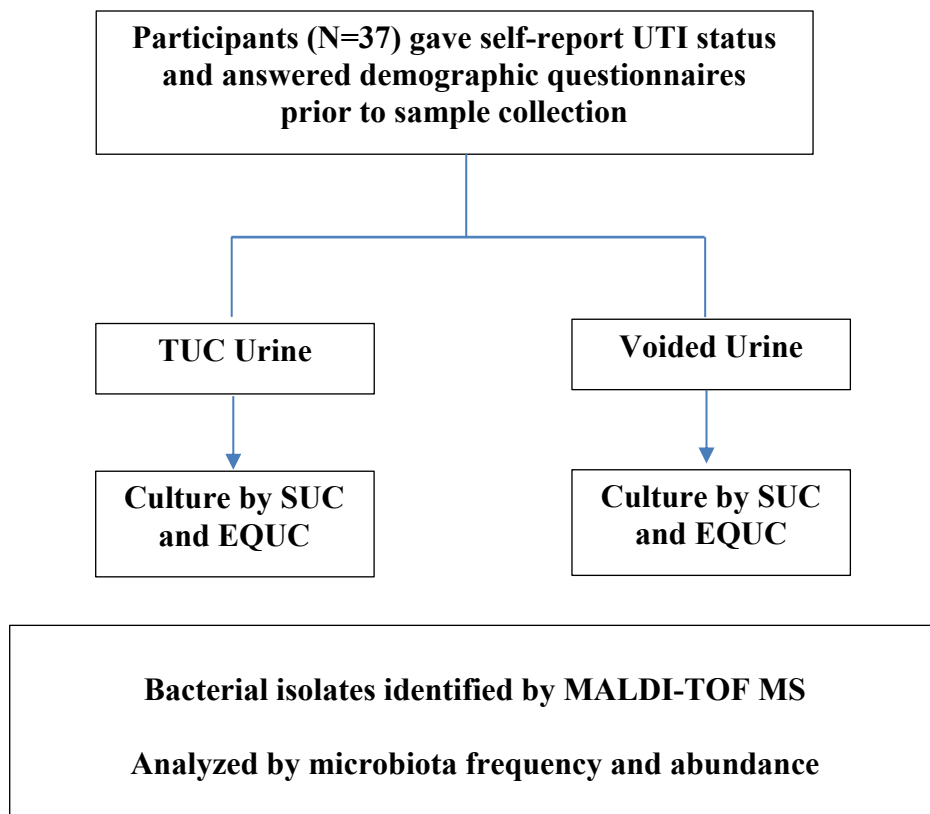 Participants (N=37) gave self-report UTI status
and answered demographic questionnaires
prior to sample collection
TUC Urine
Voided Urine
Culture by SUC
and EQUC
Culture by SUC
and EQUC
Bacterial isolates identified by MALDI-TOF MS
Analyzed by microbiota frequency and abundance